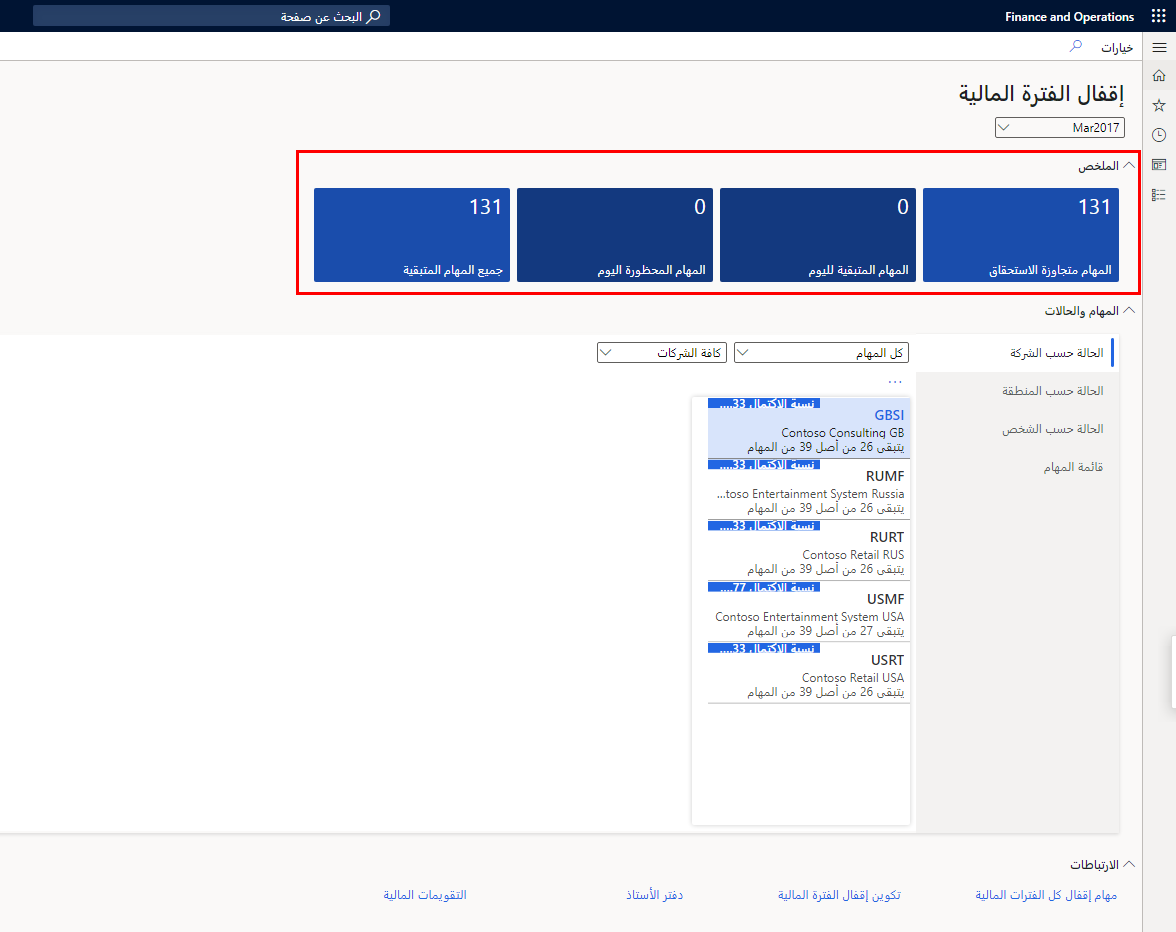 Finance and Operations
البحث عن صفحة
خيارات
إقفال الفترة المالية
Mar2017
الملخص
131
المهام متجاوزة الاستحقاق
0
المهام المتبقية لليوم
0
المهام المحظورة اليوم
131
جميع المهام المتبقية
المهام والحالات
الحالة حسب الشركة
الحالة حسب المنطقة
الحالة حسب الشخص
قائمة المهام
كل المهام
كافة الشركات
...
نسبة الاكتمال 33....
GBSI
Contoso Consulting GB
يتبقى 26 من أصل 39 من المهام
نسبة الاكتمال 33....
RUMF
...toso Entertainment System Russia
يتبقى 26 من أصل 39 من المهام
نسبة الاكتمال 33....
RURT
Contoso Retail RUS
يتبقى 26 من أصل 39 من المهام
نسبة الاكتمال 77....
USMF
Contoso Entertainment System USA
يتبقى 27 من أصل 39 من المهام
نسبة الاكتمال 33....
USRT
Contoso Retail USA
يتبقى 26 من أصل 39 من المهام
الارتباطات
مهام إقفال كل الفترات المالية
تكوين إقفال الفترة المالية
دفتر الأستاذ
التقويمات المالية